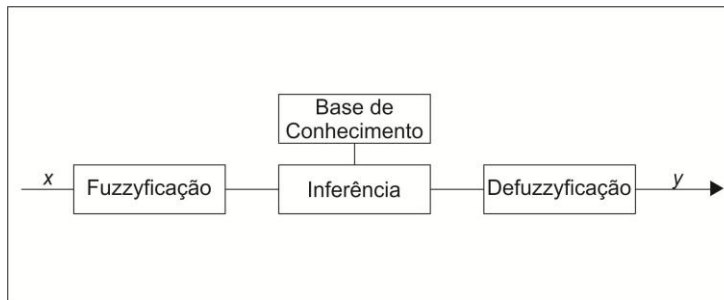 Base de
Conhecimento
x
Fuzzyficação
Inferência
Defuzzyficação
y